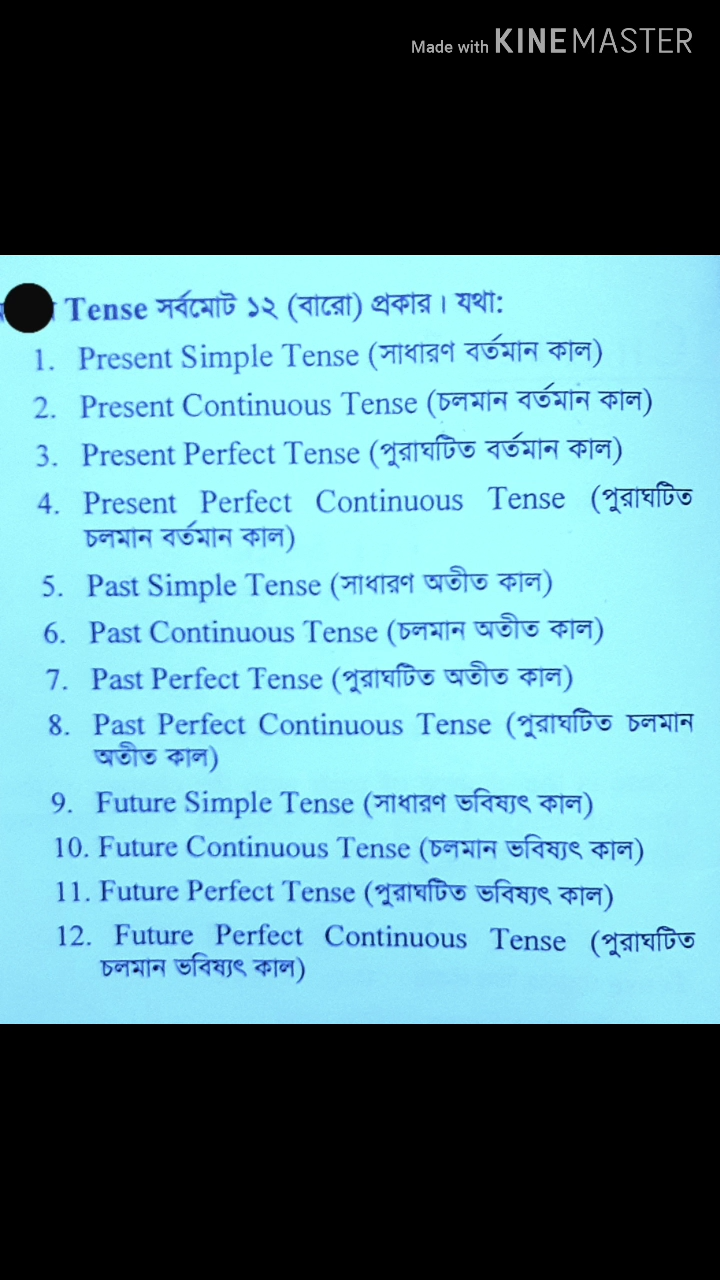 Made with KINEMASTER
Tense সর্বমোট ১২ (বারো) প্রকার। যথা:
1. Present Simple Tense (সাধারণ বর্তমান কাল)
2. Present Continuous Tense (চলমান বর্তমান কাল)
3. Present Perfect Tense (পুরাঘটিত বর্তমান কাল)
4. Present Perfect Continuous Tense (পুরাঘটিত
চলমান বর্তমান কাল)
5. Past Simple Tense (সাধারণ অতীত কাল)
6. Past Continuous Tense (চলমান অতীত কাল)
7. Past Perfect Tense (পুরাঘটিত অতীত কাল)
8. Past Perfect Continuous Tense (পুরাঘটিত চলমান
অতীত কাল)
9. Future Simple Tense (সাধারণ ভবিষ্যৎ কাল)
10. Future Continuous Tense (চলমান ভবিষ্যৎ কাল)
11. Future Perfect Tense (পুরাঘটিত ভবিষ্যৎ কাল)
12. Future Perfect Continuous Tense (পুরাঘটিত
চলমান ভবিষ্যৎ কাল)